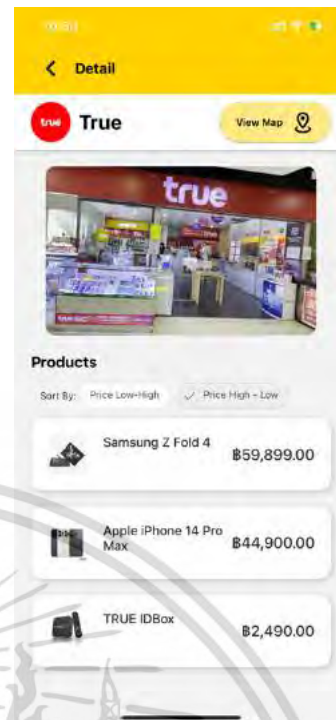 Detail
true
True
View Map
true
Products
Sort By:
Price Low-High
Price High - Low
Samsung Z Fold 4
฿59,899.00
Apple iPhone 14 Pro
Max
฿44,900.00
TRUE IDBox
฿2,490.00